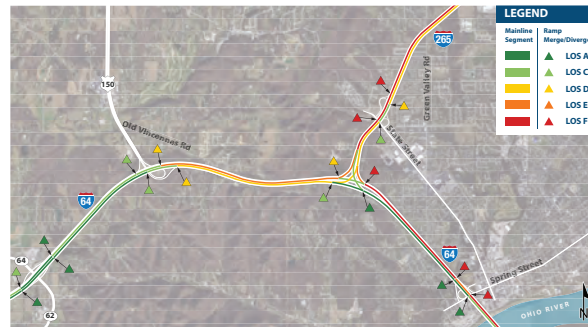 LEGEND
Mainline Segment
Ramp Merge/Diverge
LOS A
LOS C
LOS D
LOS E
LOS F
265
Green Valley Rd
150
Old Vincennes Rd
State Street
64
64
64
62
Spring Street
OHIO RIVER